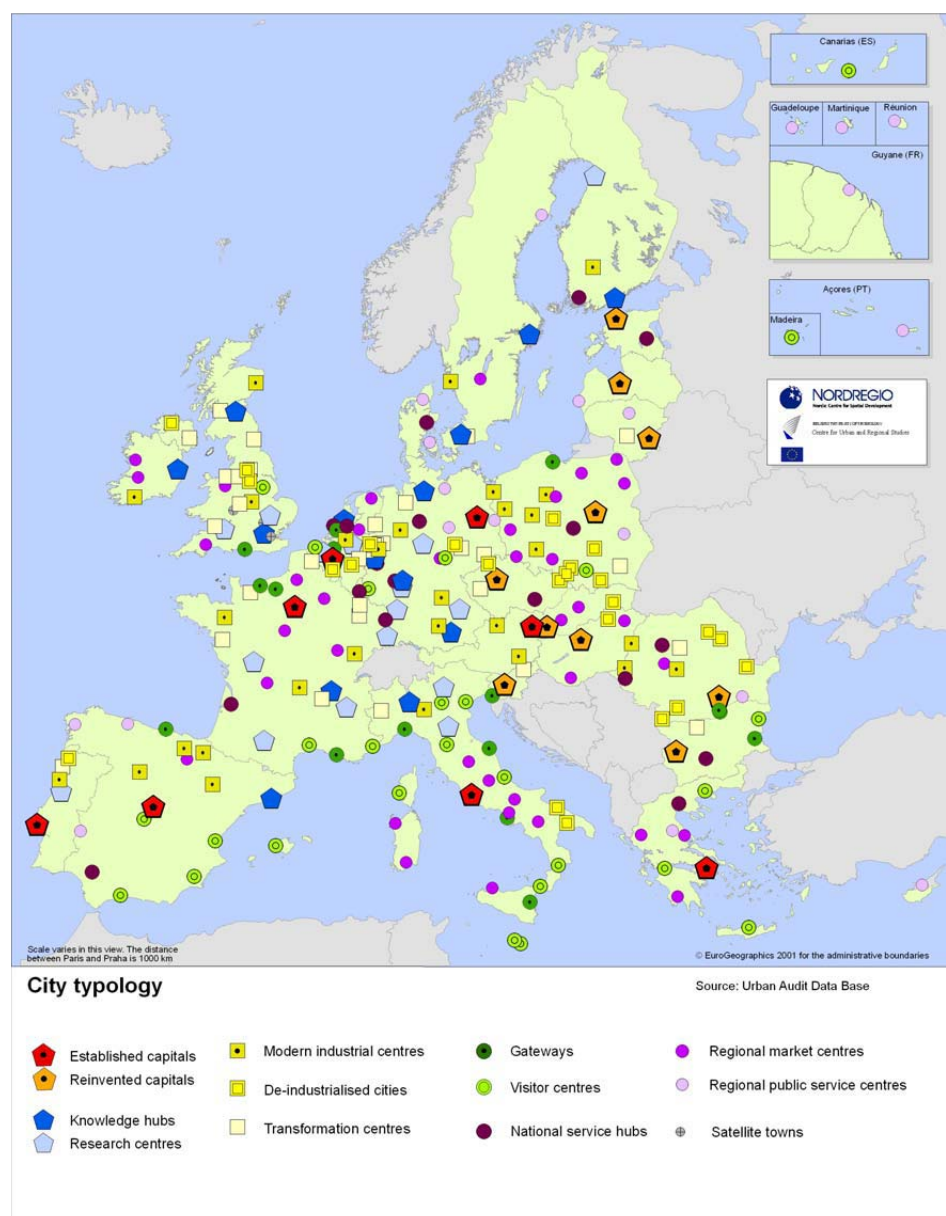 Canarias (ES)
Guadeloupe
Martinique
Réunion
Guyane (FR)
Açores (PT)
Madeira
NORDREGIO
Nordic Centre for Spatial Development
Centre for Urban and Regional Studies
Scale varies in this view. The distance
between Paris and Praha is 1000 km
© EuroGeographics 2001 for the administrative boundaries
City typology
Source: Urban Audit Data Base
Established capitals
Reinvented capitals
Knowledge hubs
Research centres
Modern industrial centres
De-industrialised cities
Transformation centres
Gateways
Visitor centres
National service hubs
Regional market centres
Regional public service centres
Satellite towns